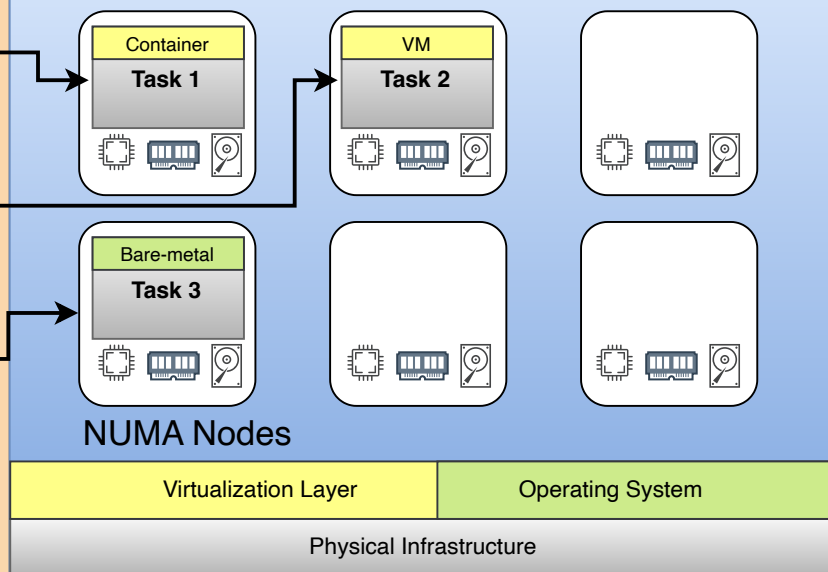 Container
Task 1
VM
Task 2
Bare-metal
Task 3
NUMA Nodes
Virtualization Layer
Operating System
Physical Infrastructure